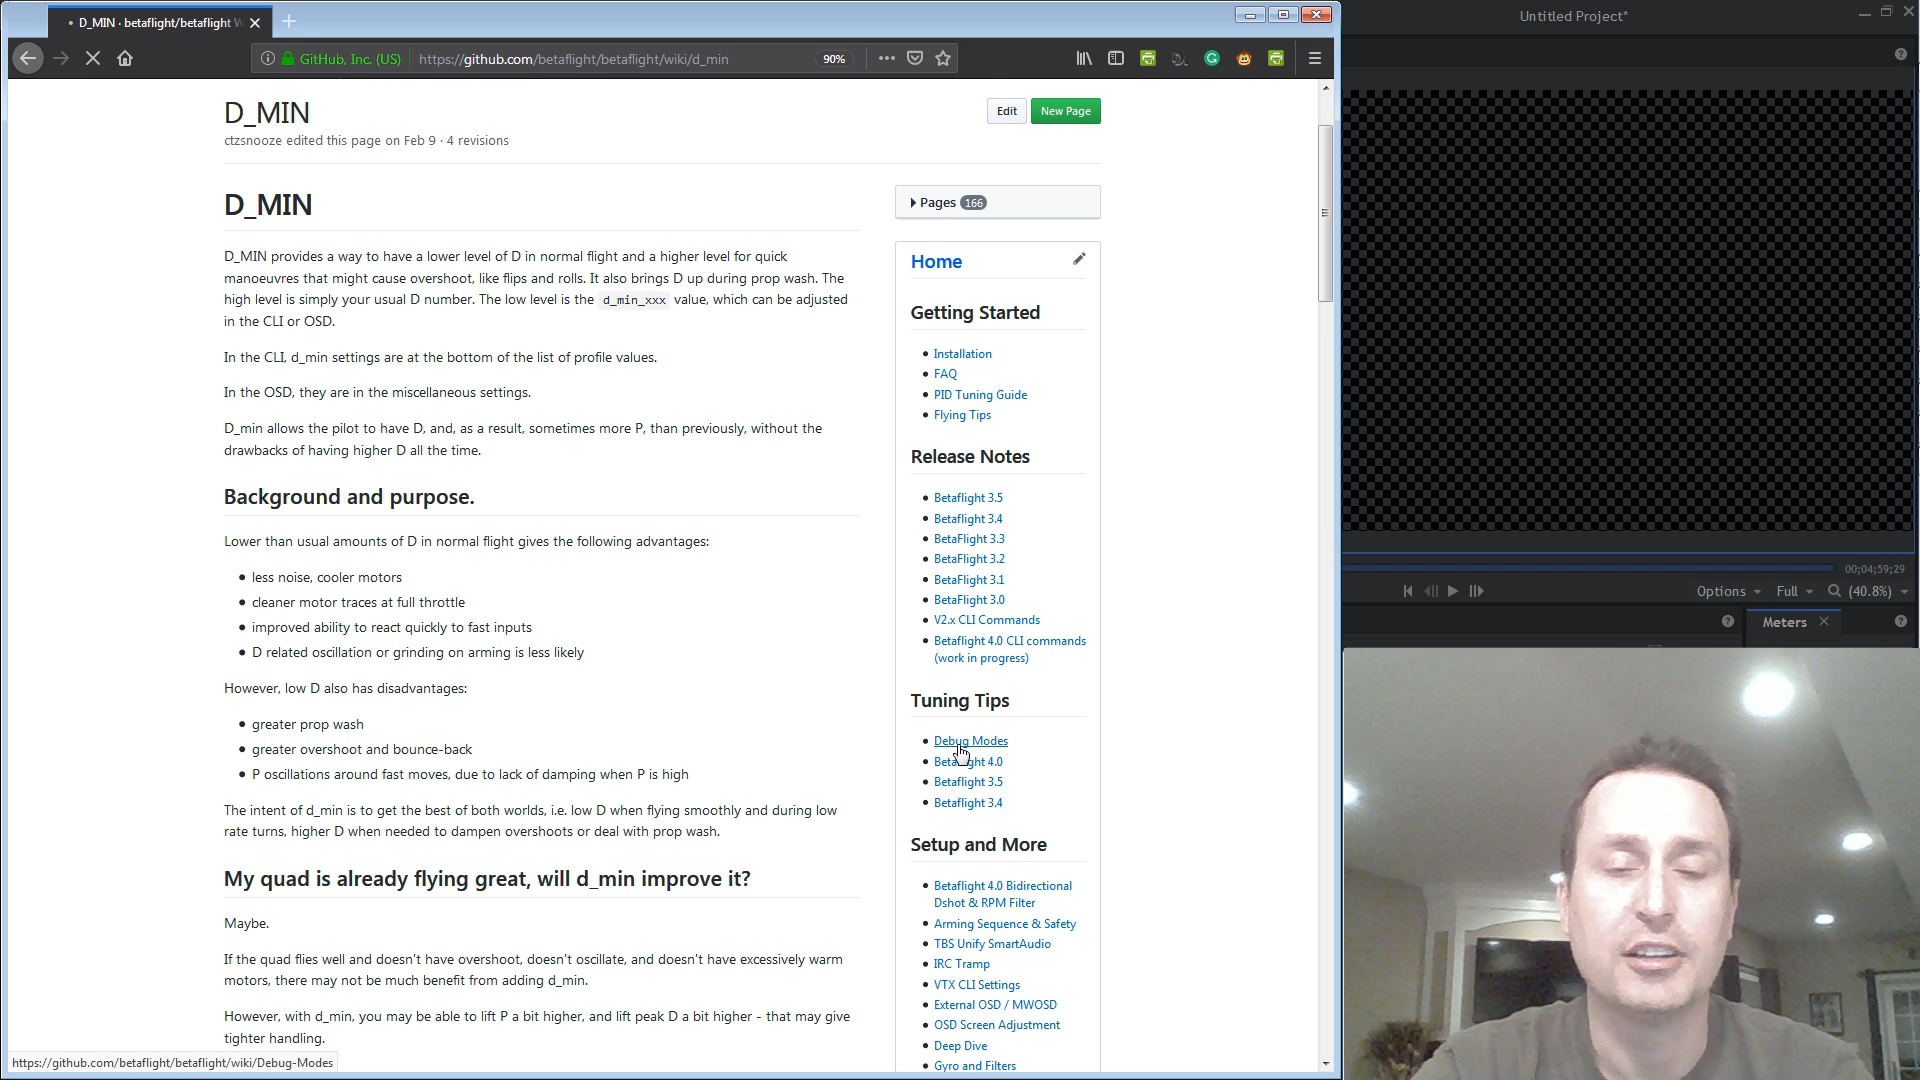 D_MIN · betaflight/betaflight W
Untitled Project*
GitHub, Inc. (US)
https://github.com/betaflight/betaflight/wiki/d_min
90%
D_MIN
Edit
New Page
ctzsnooze edited this page on Feb 9 · 4 revisions
D_MIN
Pages 166
D_MIN provides a way to have a lower level of D in normal flight and a higher level for quick
manoeuvres that might cause overshoot, like flips and rolls. It also brings D up during prop wash. The
high level is simply your usual D number. The low level is the d_min_xxx value, which can be adjusted
in the CLI or OSD.
In the CLI, d_min settings are at the bottom of the list of profile values.
In the OSD, they are in the miscellaneous settings.
D_min allows the pilot to have D, and, as a result, sometimes more P, than previously, without the
drawbacks of having higher D all the time.
Background and purpose.
Lower than usual amounts of D in normal flight gives the following advantages:
less noise, cooler motors
cleaner motor traces at full throttle
improved ability to react quickly to fast inputs
D related oscillation or grinding on arming is less likely
However, low D also has disadvantages:
greater prop wash
greater overshoot and bounce-back
P oscillations around fast moves, due to lack of damping when P is high
The intent of d_min is to get the best of both worlds, i.e. low D when flying smoothly and during low
rate turns, higher D when needed to dampen overshoots or deal with prop wash.
My quad is already flying great, will d_min improve it?
Maybe.
If the quad flies well and doesn't have overshoot, doesn't oscillate, and doesn't have excessively warm
motors, there may not be much benefit from adding d_min.
However, with d_min, you may be able to lift P a bit higher, and lift peak D a bit higher - that may give
tighter handling.
https://github.com/betaflight/betaflight/wiki/Debug-Modes
Home
Getting Started
Installation
FAQ
PID Tuning Guide
Flying Tips
Release Notes
Betaflight 3.5
Betaflight 3.4
BetaFlight 3.3
BetaFlight 3.2
BetaFlight 3.1
BetaFlight 3.0
V2.x CLI Commands
Betaflight 4.0 CLI commands
(work in progress)
Tuning Tips
Debug Modes
Betaflight 4.0
Betaflight 3.5
Betaflight 3.4
Setup and More
Betaflight 4.0 Bidirectional
Dshot & RPM Filter
Arming Sequence & Safety
TBS Unify SmartAudio
IRC Tramp
VTX CLI Settings
External OSD / MWOSD
OSD Screen Adjustment
Deep Dive
Gyro and Filters
00;04;59;29
Options
Full
(40.8%)
Meters